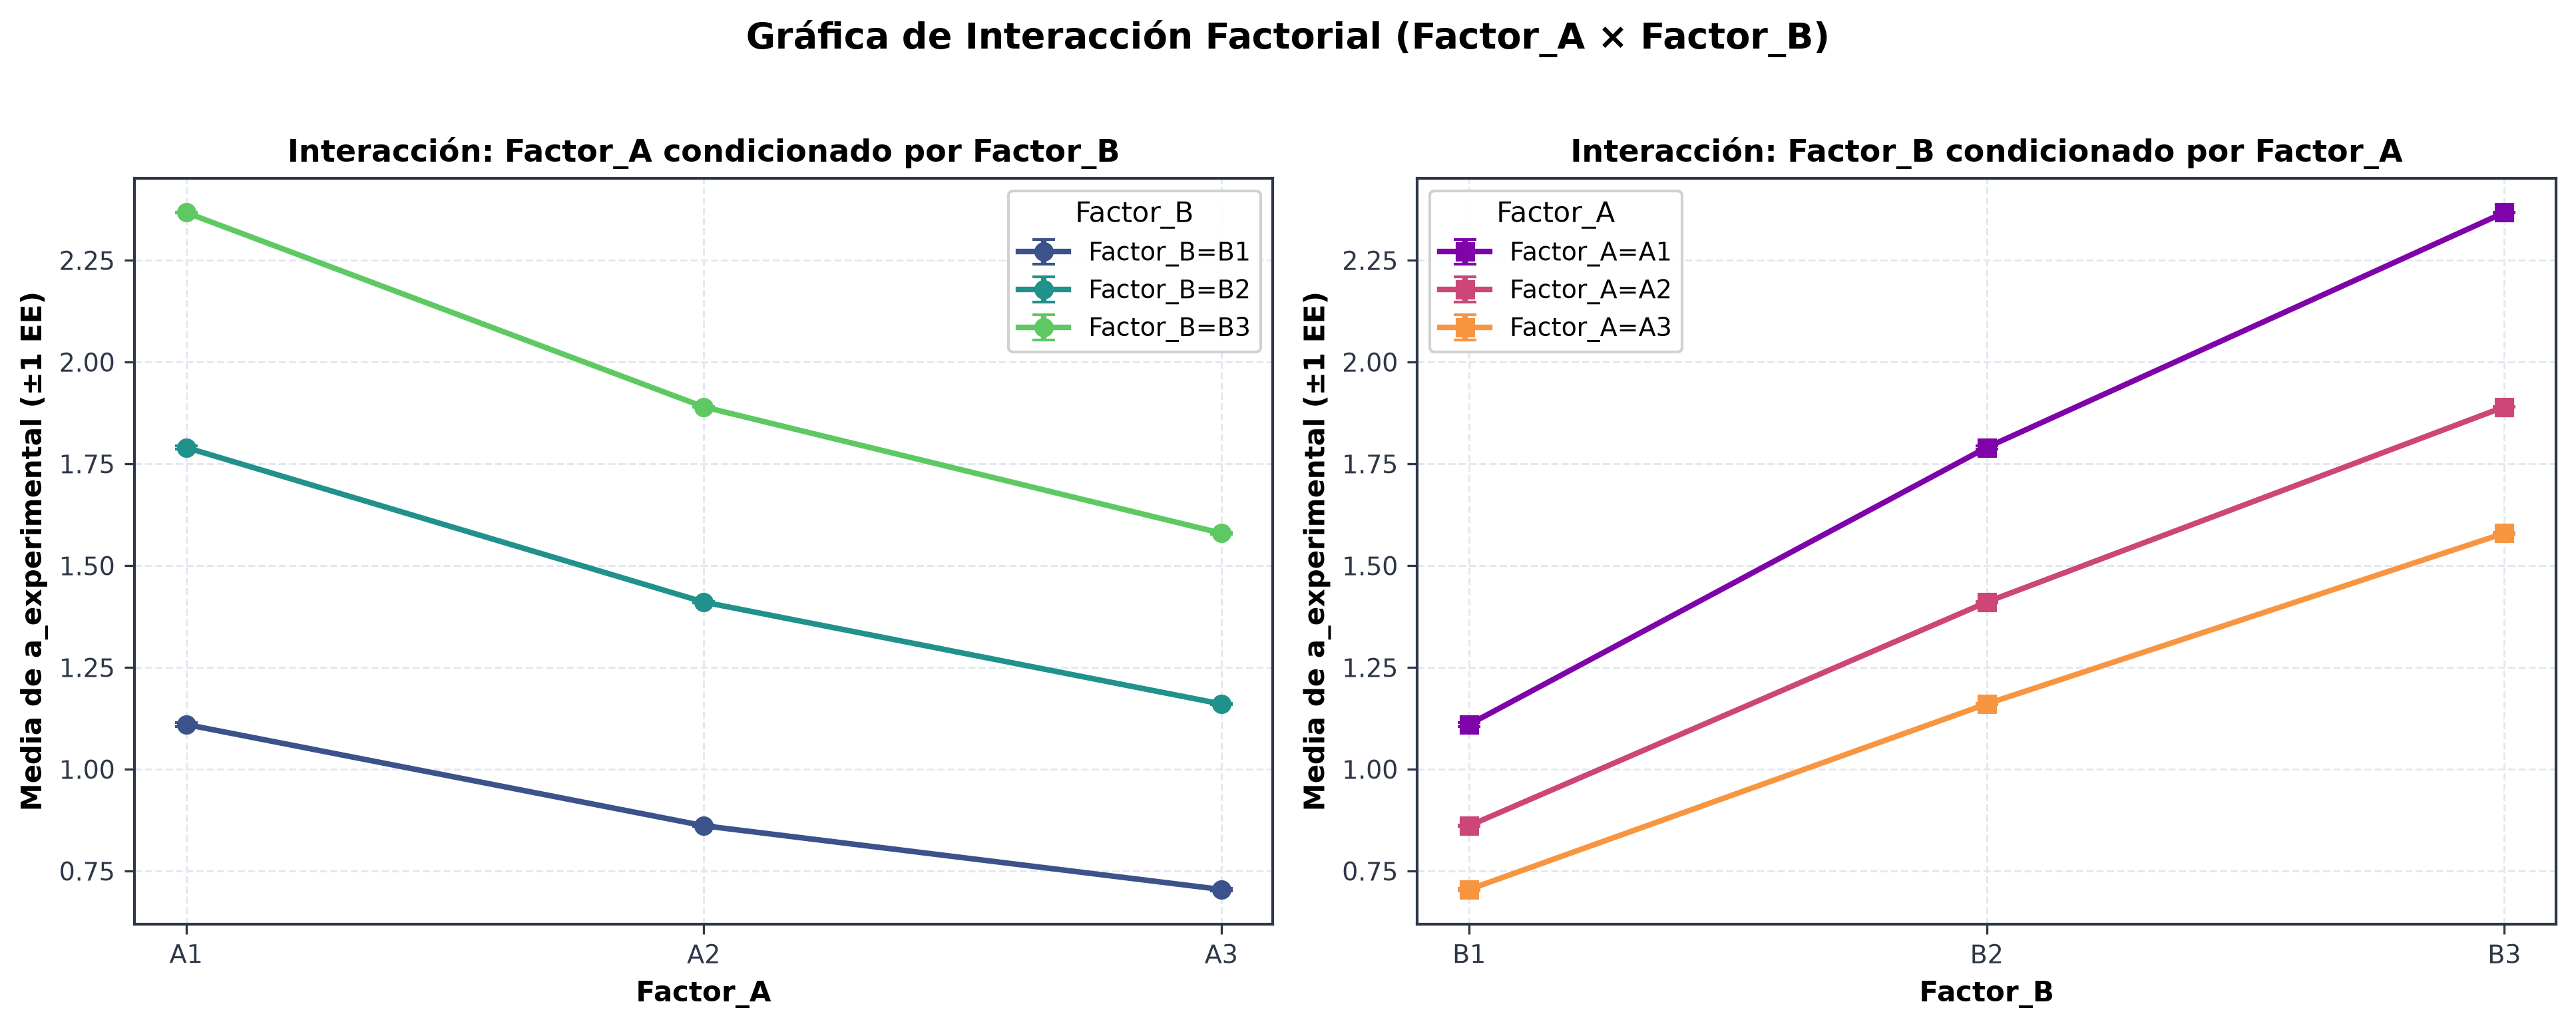 Gráfica de Interacción Factorial (Factor_A × Factor_B)
Interacción: Factor_A condicionado por Factor_B
Media de a_experimental (±1 EE)
2.25
2.00
1.75
1.50
1.25
1.00
0.75
Factor_B
Factor_B=B1
Factor_B=B2
Factor_B=B3
A1
A2
A3
Factor_A
Interacción: Factor_B condicionado por Factor_A
Media de a_experimental (±1 EE)
2.25
2.00
1.75
1.50
1.25
1.00
0.75
Factor_A
Factor_A=A1
Factor_A=A2
Factor_A=A3
B1
B2
B3
Factor_B